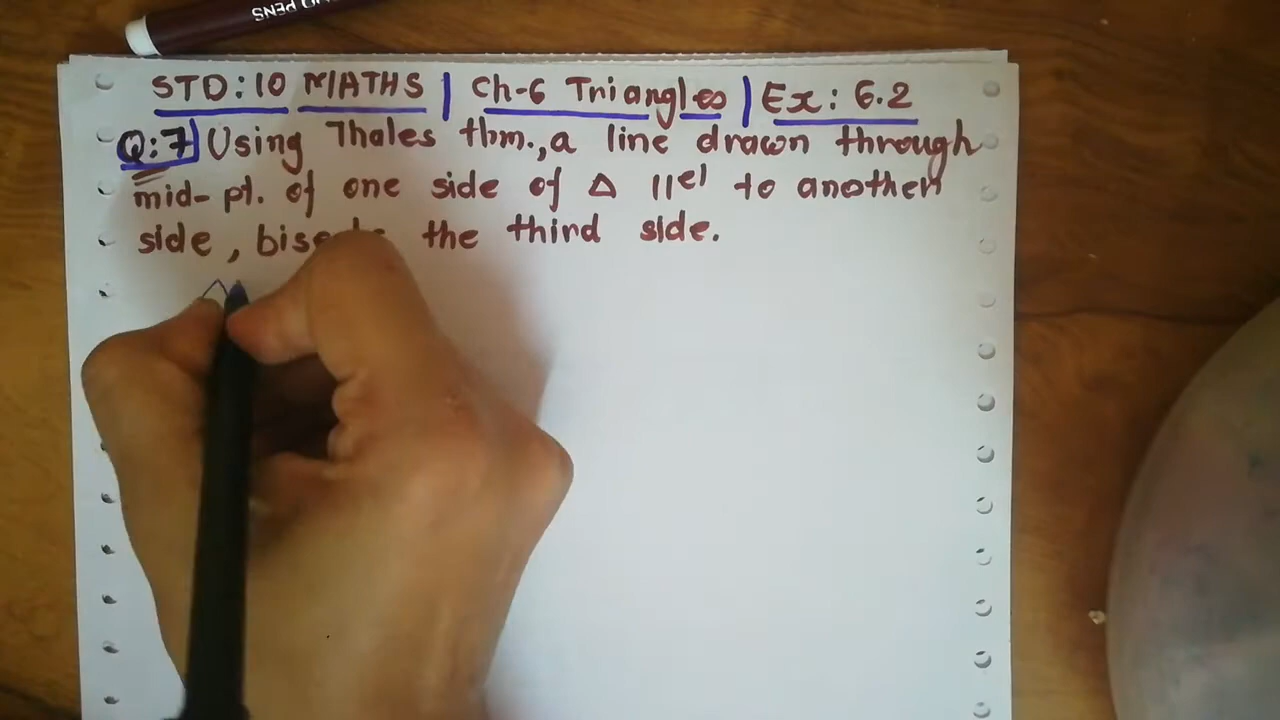 PENS
STD:10 MATHS | Ch-6 Triangles | Ex: 6.2
Q:7 Using Thales thm., a line drawn through
mid-pt. of one side of Δ ||el to another
side, the third side.